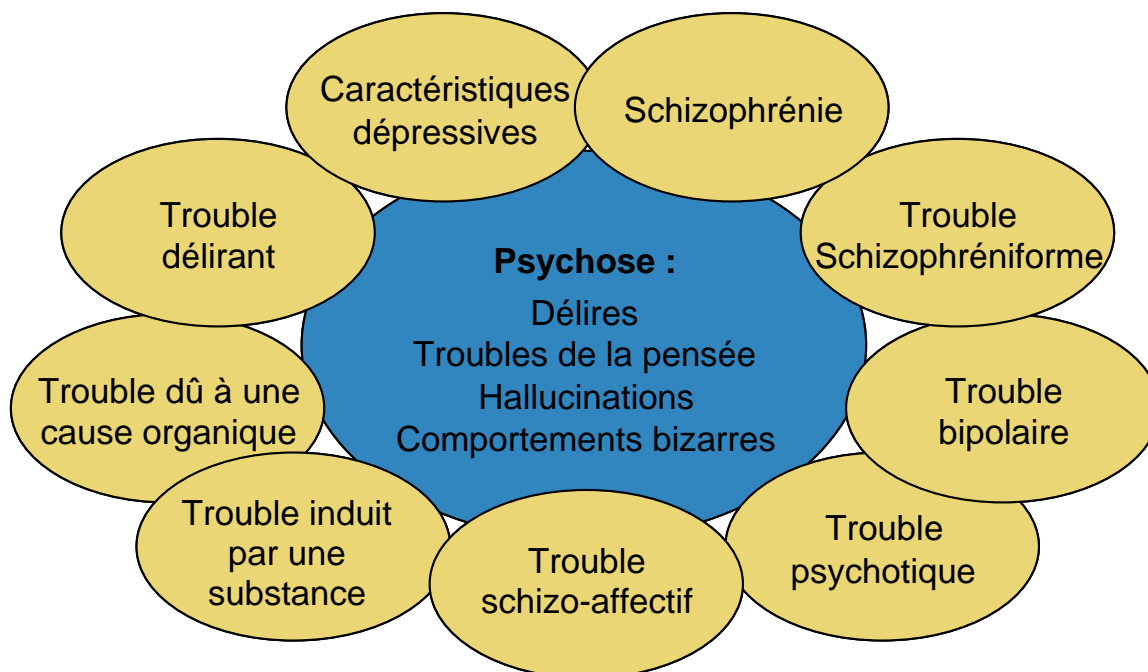 Caractéristiques
dépressives
Schizophrénie
Trouble
Schizophréniforme
Trouble
bipolaire
Trouble
psychotique
Trouble
schizo-affectif
Trouble induit
par une
substance
Trouble dû à une
cause organique
Trouble
délirant
Psychose :
Délires
Troubles de la pensée
Hallucinations
Comportements bizarres